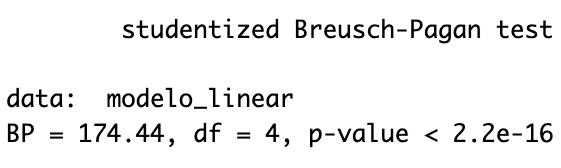 studentized Breusch-Pagan test
data:  modelo_linear
BP = 174.44, df = 4, p-value < 2.2e-16